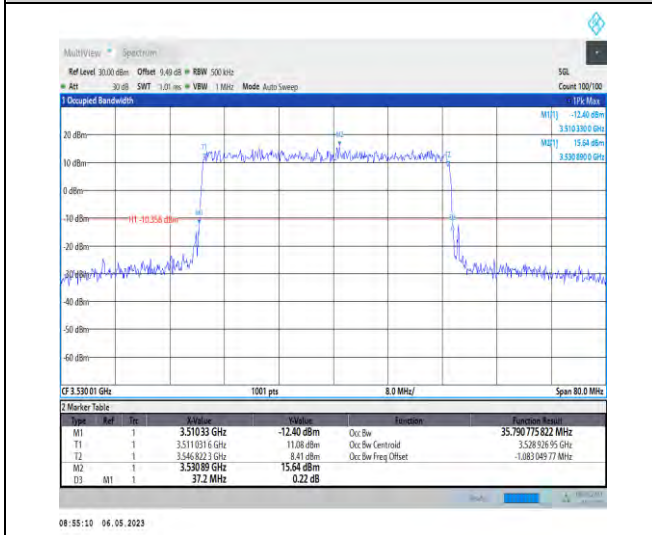 MultiView Spectrum
Ref Level 30.00 dBm Offset 9.49 dB RBW 500 kHz SGL
Att 30 dB SWT 1.01 ms VBW 1 MHz Mode Auto Sweep Count 100/100
1 Occupied Bandwidth 1Pk Max
M1[1] -12.40 dBm
3.510 330 0 GHz
M2[1] 15.64 dBm
3.530 890 0 GHz
20 dBm
M2
T1
T2
10 dBm
0 dBm
M1
-10 dBm
H1 -10.356 dBm
-20 dBm
-30 dBm
-40 dBm
-50 dBm
-60 dBm
CF 3.530 01 GHz 1001 pts 8.0 MHz/ Span 80.0 MHz
2 Marker Table
Type Ref Trc X-Value Y-Value Function Function Result
M1 1 3.51033 GHz -12.40 dBm Occ Bw 35.790 775 822 MHz
T1 1 3.511 031 6 GHz 11.08 dBm Occ Bw Centroid 3.528 926 95 GHz
T2 1 3.546 822 3 GHz 8.41 dBm Occ Bw Freq Offset -1.083 049 77 MHz
M2 1 3.530 89 GHz 15.64 dBm
D3 M1 1 37.2 MHz 0.22 dB
08:55:10 06.05.2023